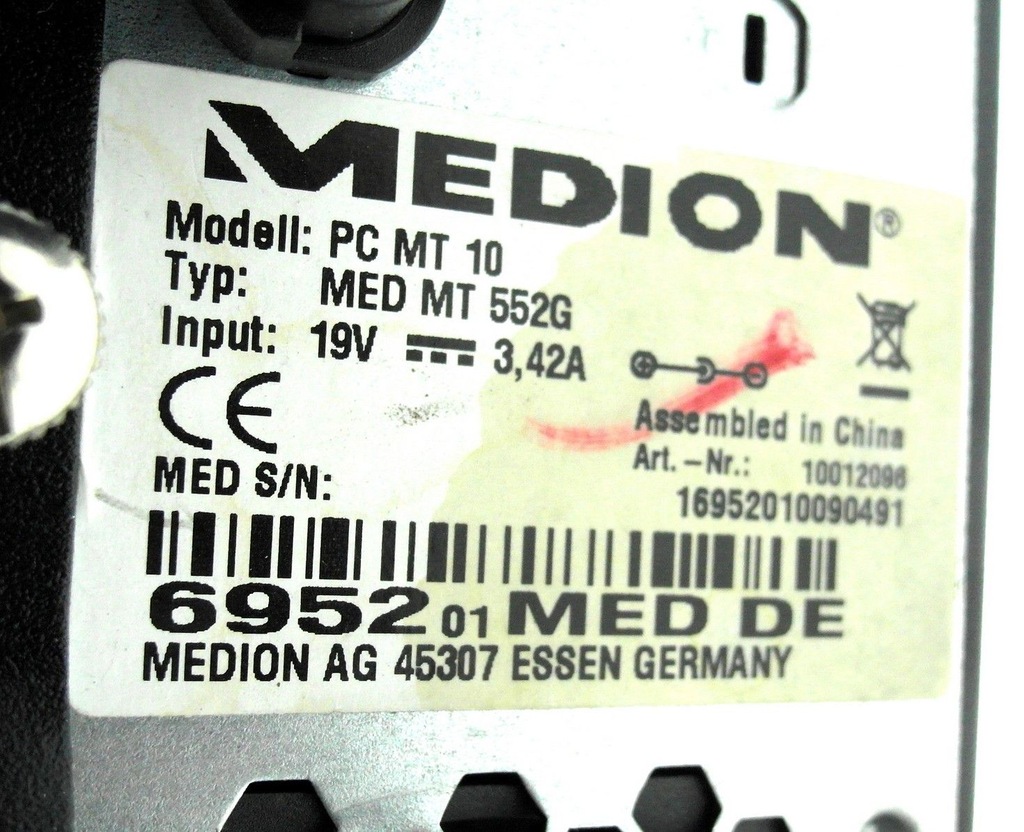 MEDION®
Modell: PC MT 10
Typ: MED MT 552G
Input: 19V 3,42A
CE
Assembled in China
Art.-Nr.: 10012096
MED S/N:
16952010090491
6952 01 MED DE
MEDION AG 45307 ESSEN GERMANY